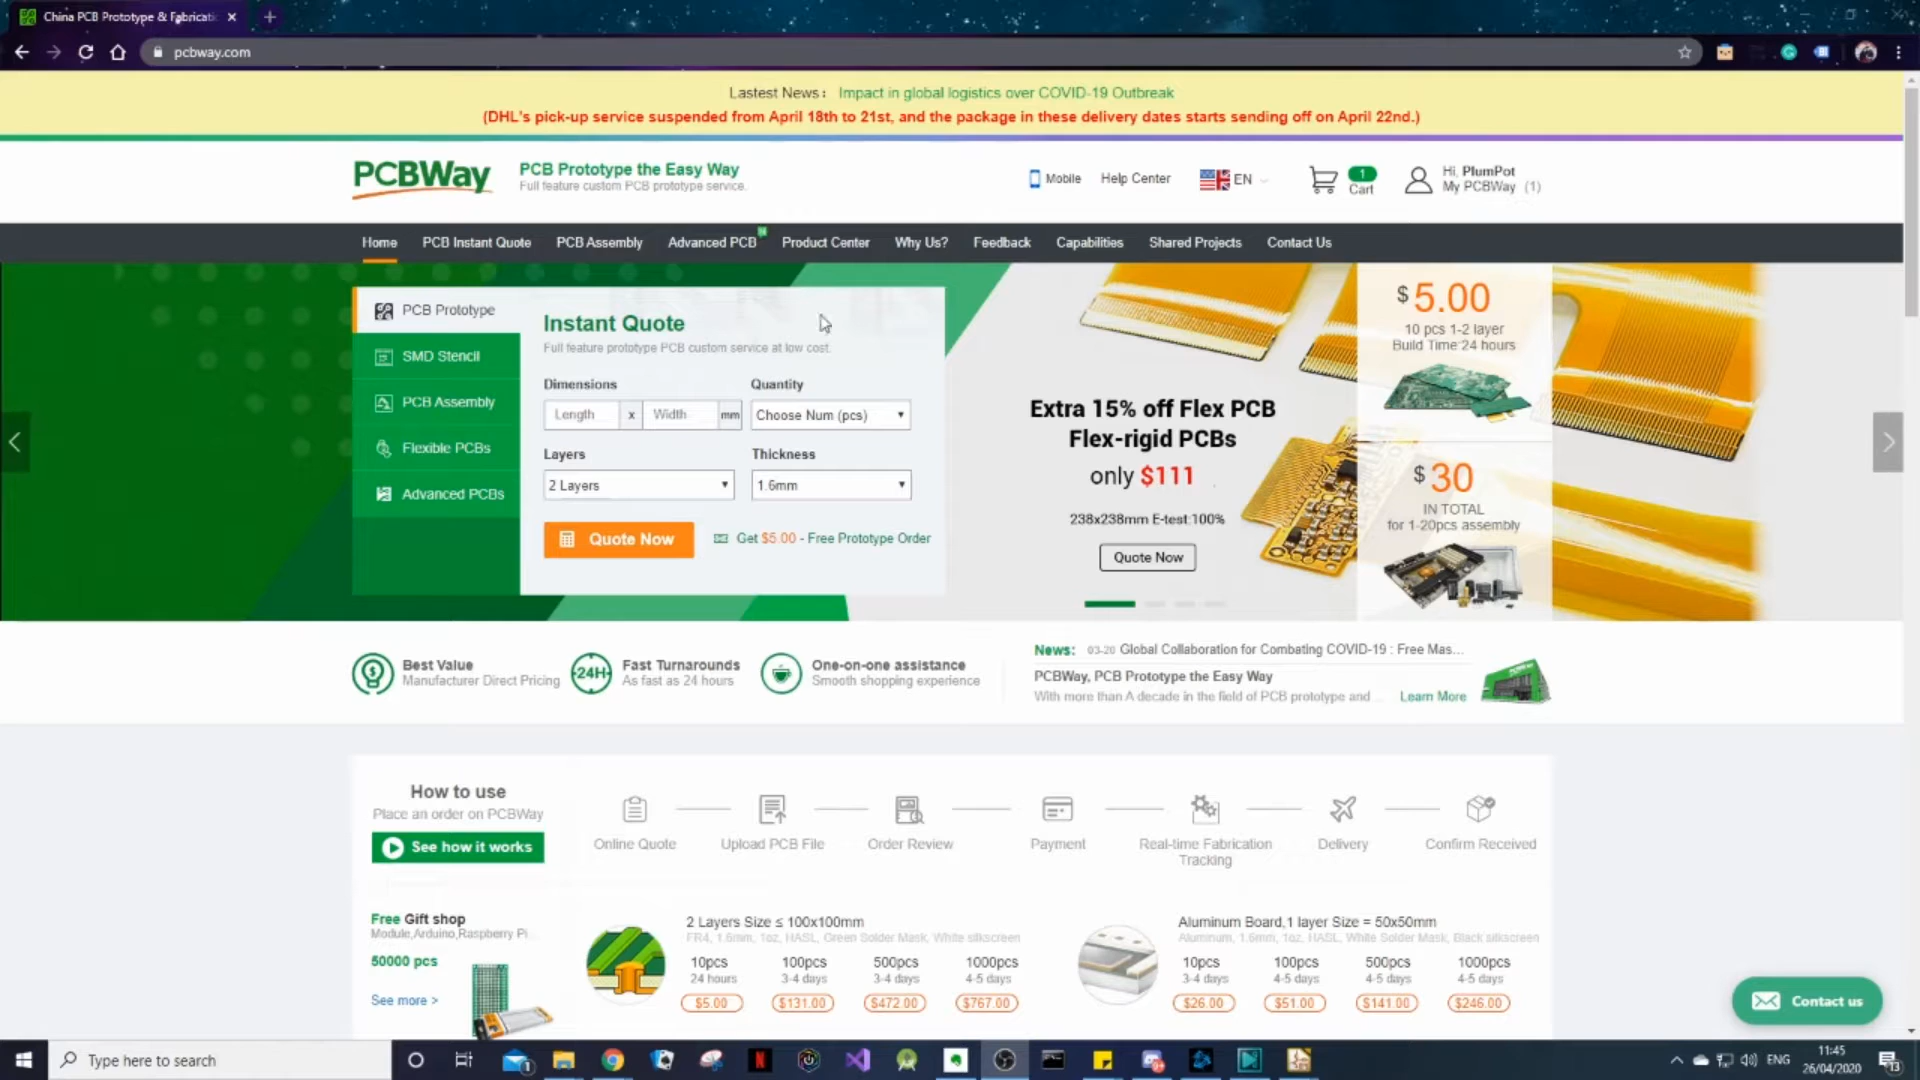 China PCB Prototype & Fabricati
pcbway.com
Lastest News : Impact in global logistics over COVID-19 Outbreak
(DHL's pick-up service suspended from April 18th to 21st, and the package in these delivery dates starts sending off on April 22nd.)
PCBWay
PCB Prototype the Easy Way
Full feature custom PCB prototype service.
Mobile
Help Center
EN
1
Cart
Hi, PlumPot
My PCBWay (1)
Home PCB Instant Quote PCB Assembly Advanced PCB Product Center Why Us? Feedback Capabilities Shared Projects Contact Us
PCB Prototype
SMD Stencil
PCB Assembly
Flexible PCBs
Advanced PCBs
Instant Quote
Full feature prototype PCB custom service at low cost.
Dimensions Quantity
Length x Width mm Choose Num (pcs)
Layers Thickness
2 Layers 1.6mm
Quote Now Get $5.00 - Free Prototype Order
Extra 15% off Flex PCB
Flex-rigid PCBs
only $111
238x238mm E-test:100%
Quote Now
$ 5.00
10 pcs 1-2 layer
Build Time 24 hours
$ 30
IN TOTAL
for 1-20pcs assembly
Best Value
Manufacturer Direct Pricing
24H
Fast Turnarounds
As fast as 24 hours
One-on-one assistance
Smooth shopping experience
News: 03-20 Global Collaboration for Combating COVID-19 : Free Mas...
PCBWay, PCB Prototype the Easy Way
With more than A decade in the field of PCB prototype and ... Learn More
How to use
Place an order on PCBWay
See how it works
Online Quote
Upload PCB File
Order Review
Payment
Real-time Fabrication
Tracking
Delivery
Confirm Received
Free Gift shop
Module,Arduino,Raspberry Pi...
50000 pcs
See more >
2 Layers Size ≤ 100x100mm
FR4, 1.6mm, 1oz, HASL, Green Solder Mask, White silkscreen
10pcs 100pcs 500pcs 1000pcs
24 hours 3-4 days 3-4 days 4-5 days
$5.00 $131.00 $472.00 $767.00
Aluminum Board,1 layer Size = 50x50mm
Aluminum, 1.6mm, 1oz, HASL, White Solder Mask, Black silkscreen
10pcs 100pcs 500pcs 1000pcs
3-4 days 4-5 days 4-5 days 4-5 days
$26.00 $51.00 $141.00 $246.00
Contact us
Type here to search
ENG
11:45
26/04/2020
13